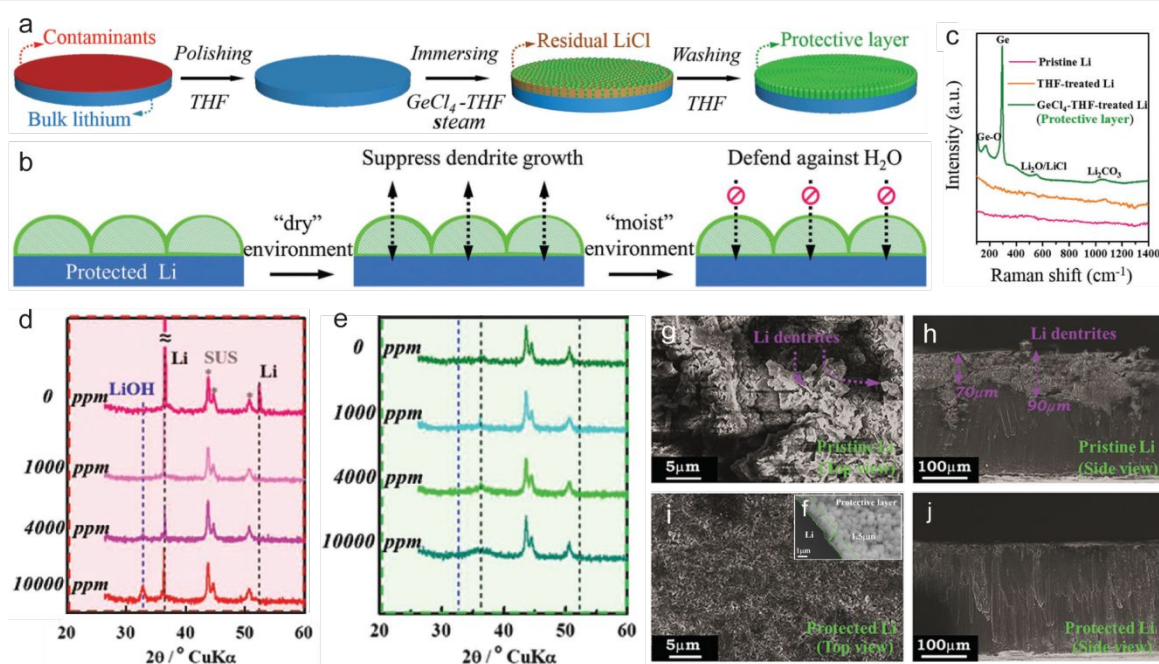 a
Contaminants
Bulk lithium
Polishing
THF
Immersing
GeCl₄-THF
steam
Residual LiCl
Washing
THF
Protective layer
b
Protected Li
"dry"
environment
Suppress dendrite growth
"moist"
environment
Defend against H₂O
c
Intensity (a.u.)
Ge
Ge-O
Li₂O/LiCl
Li₂CO₃
Pristine Li
THF-treated Li
GeCl₄-THF-treated Li
(Protective layer)
200 600 1000 1400
Raman shift (cm⁻¹)
d
0 ppm
1000 ppm
4000 ppm
10000 ppm
LiOH
≈
Li
SUS
* * *
Li
20 30 40 50 60
2θ / ° CuKα
e
0 ppm
1000 ppm
4000 ppm
10000 ppm
20 30 40 50 60
2θ / ° CuKα
g
Li dentrites
5μm
Pristine Li
(Top view)
h
Li dentrites
70μm
90μm
100μm
Pristine Li
(Side view)
i
5μm
Protected Li
(Top view)
f
Protective layer
Li
1.5μm
1μm
j
100μm
Protected Li
(Side view)